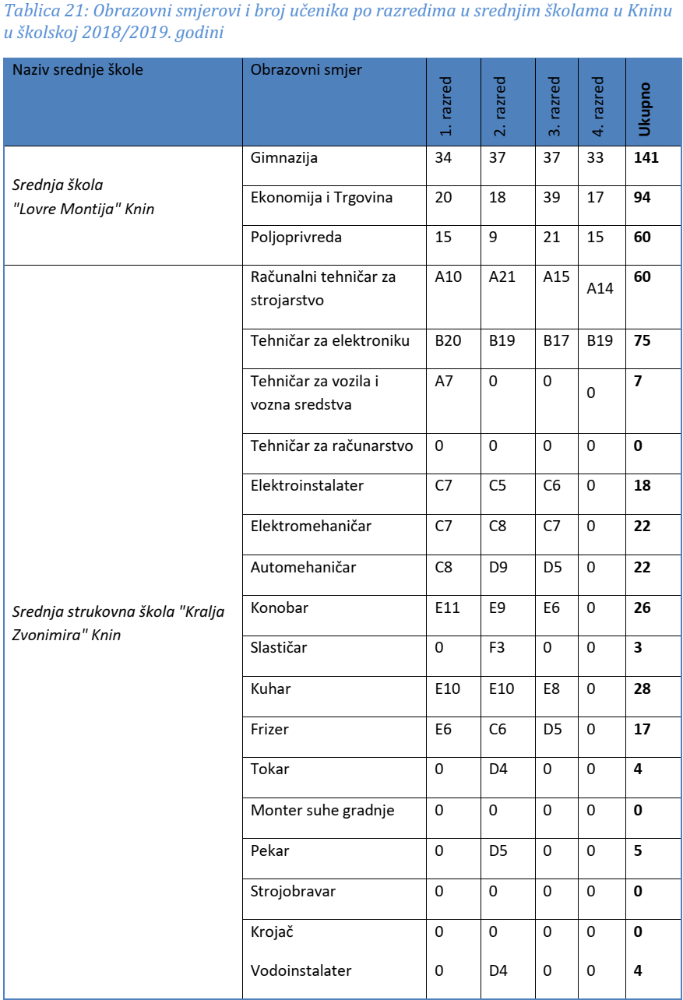 Tablica 21: Obrazovni smjerovi i broj učenika po razredima u srednjim školama u Kninu
u školskoj 2018/2019. godini
Naziv srednje škole Obrazovni smjer 1. razred 2. razred 3. razred 4. razred Ukupno
Srednja škola
"Lovre Montija" Knin
Gimnazija 34 37 37 33 141
Ekonomija i Trgovina 20 18 39 17 94
Poljoprivreda 15 9 21 15 60
Srednja strukovna škola "Kralja
Zvonimira" Knin
Računalni tehničar za
strojarstvo A10 A21 A15 A14 60
Tehničar za elektroniku B20 B19 B17 B19 75
Tehničar za vozila i
vozna sredstva A7 0 0 0 7
Tehničar za računarstvo 0 0 0 0 0
Elektroinstalater C7 C5 C6 0 18
Elektromehaničar C7 C8 C7 0 22
Automehaničar C8 D9 D5 0 22
Konobar E11 E9 E6 0 26
Slastičar 0 F3 0 0 3
Kuhar E10 E10 E8 0 28
Frizer E6 C6 D5 0 17
Tokar 0 D4 0 0 4
Monter suhe gradnje 0 0 0 0 0
Pekar 0 D5 0 0 5
Strojobravar 0 0 0 0 0
Krojač 0 0 0 0 0
Vodoinstalater 0 D4 0 0 4